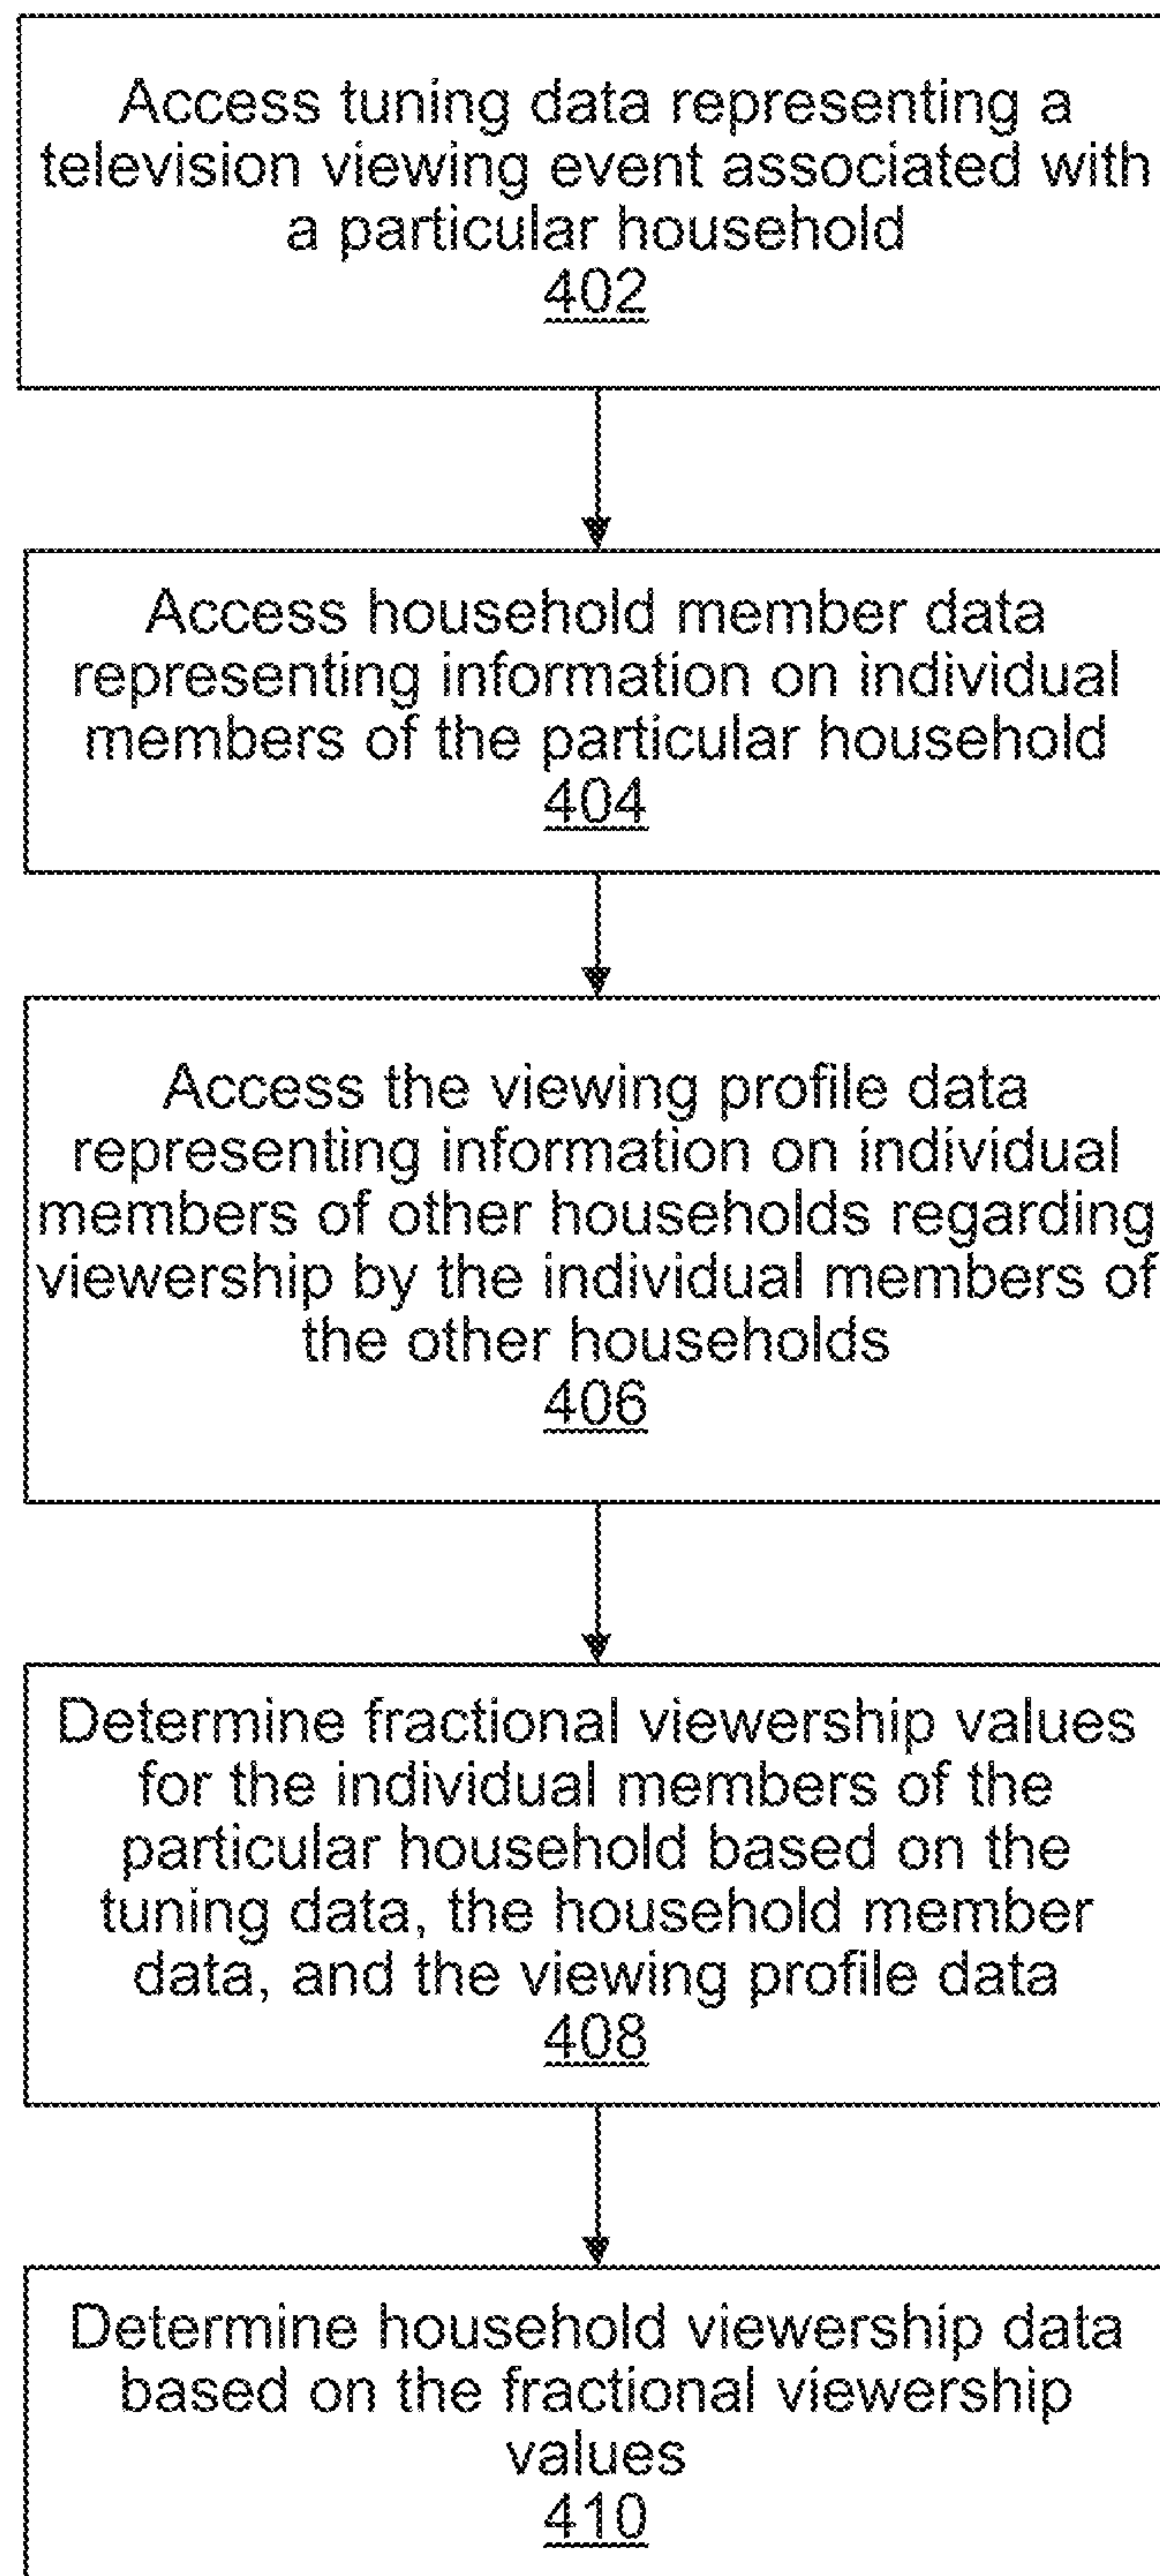 Access tuning data representing a
television viewing event associated with
a particular household
402
Access household member data
representing information on individual
members of the particular household
404
Access the viewing profile data
representing information on individual
members of other households regarding
viewership by the individual members of
the other households
406
Determine fractional viewership values
for the individual members of the
particular household based on the
tuning data, the household member
data, and the viewing profile data
408
Determine household viewership data
based on the fractional viewership
values
410